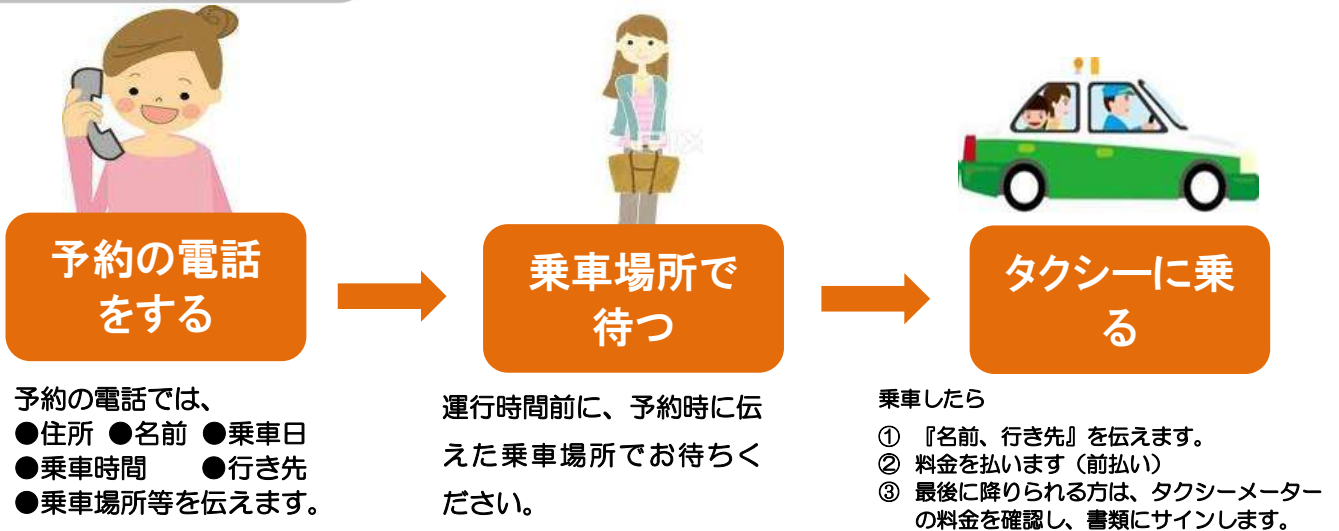 予約の電話
をする
予約の電話では、
●住所 ●名前 ●乗車日
●乗車時間 ●行き先
●乗車場所等を伝えます。
乗車場所で
待つ
運行時間前に、予約時に伝
えた乗車場所でお待ちく
ださい。
タクシーに乗
る
乗車したら
① 『名前、行き先』を伝えます。
② 料金を払います（前払い）
③ 最後に降りられる方は、タクシーメーター
の料金を確認し、書類にサインします。